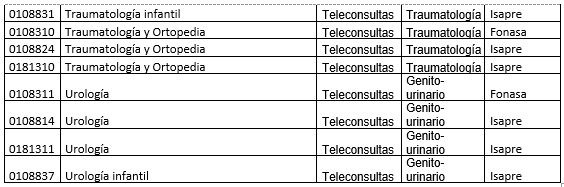 0108831 Traumatología infantil Teleconsultas Traumatología Isapre
0108310 Traumatología y Ortopedia Teleconsultas Traumatología Fonasa
0108824 Traumatología y Ortopedia Teleconsultas Traumatología Isapre
0181310 Traumatología y Ortopedia Teleconsultas Traumatología Isapre
0108311 Urología Teleconsultas Genito-
urinario Fonasa
0108814 Urología Teleconsultas Genito-
urinario Isapre
0181311 Urología Teleconsultas Genito-
urinario Isapre
0108837 Urología infantil Teleconsultas Genito-
urinario Isapre